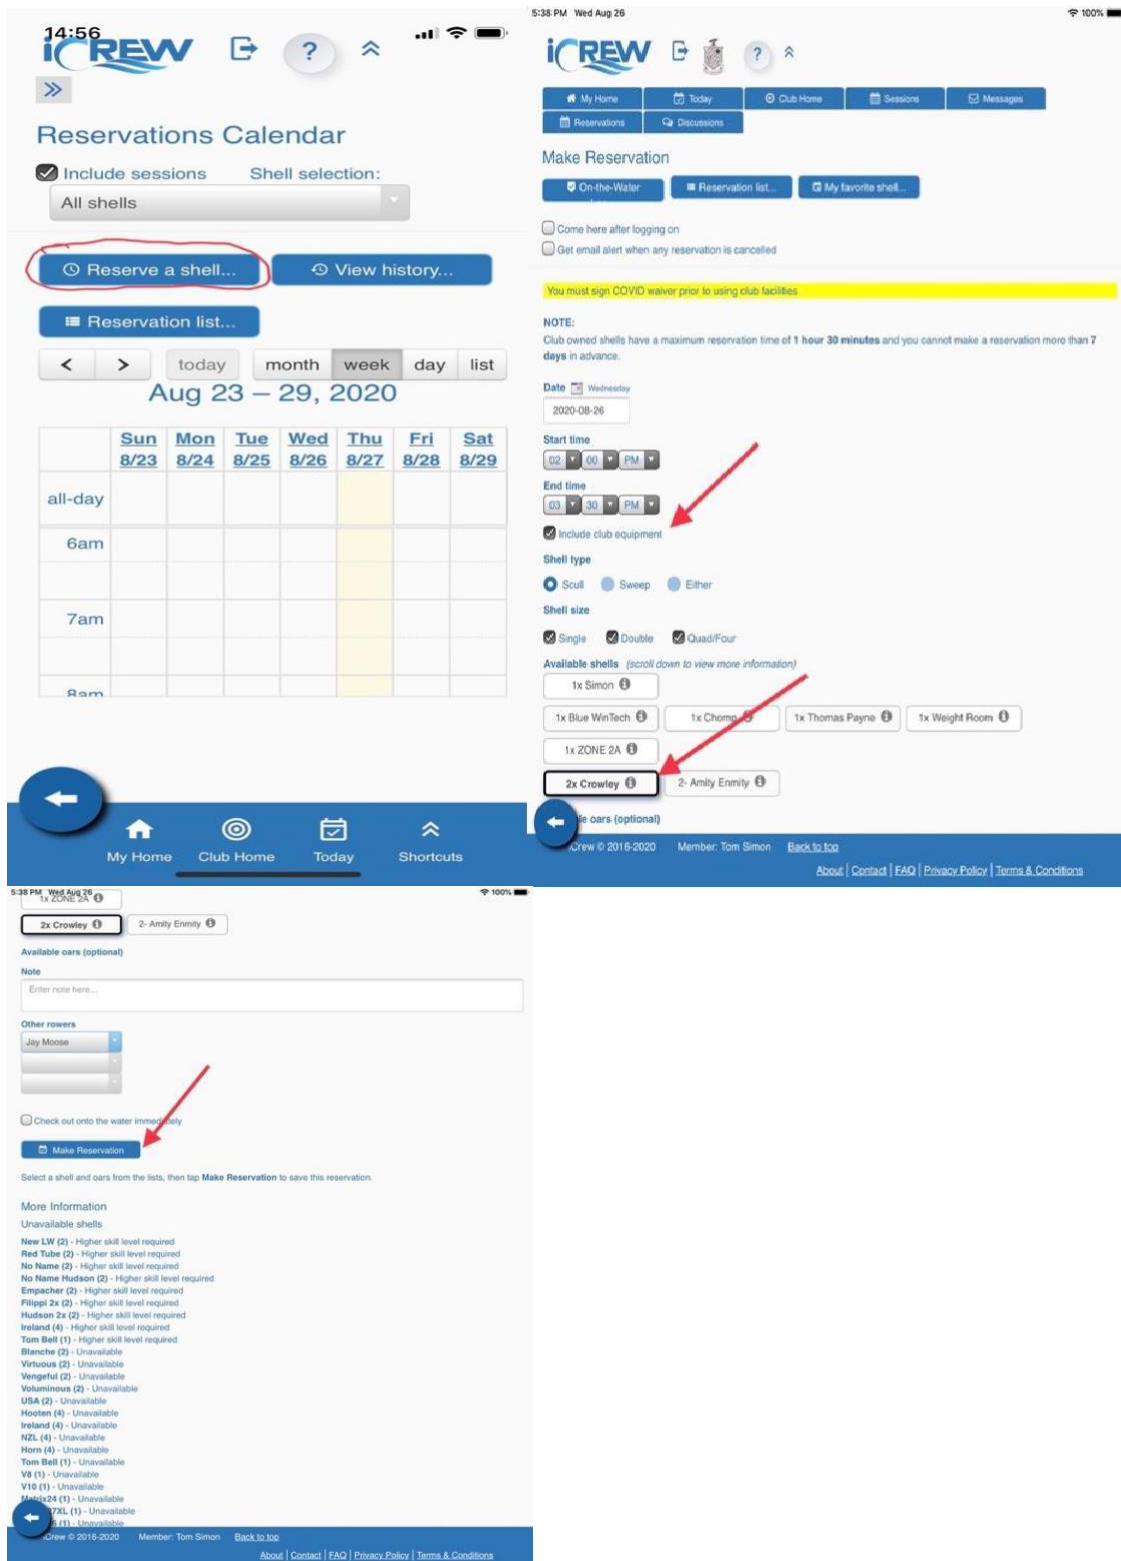 14:56
iCREW
?
Reservations Calendar
Include sessions Shell selection:
All shells
Reserve a shell... View history...
Reservation list...
< > today month week day list
Aug 23 – 29, 2020
Sun Mon Tue Wed Thu Fri Sat
8/23 8/24 8/25 8/26 8/27 8/28 8/29
all-day
6am
7am
8am
My Home Club Home Today Shortcuts
5:38 PM Wed Aug 26 100%
iCREW
?
My Home Today Club Home Sessions Messages
Reservations Discussions
Make Reservation
On-the-Water Reservation list... My favorite shell...
Come here after logging on
Get email alert when any reservation is cancelled
You must sign COVID waiver prior to using club facilities
NOTE:
Club owned shells have a maximum reservation time of 1 hour 30 minutes and you cannot make a reservation more than 7
days in advance.
Date Wednesday
2020-08-26
Start time
02 00 PM
End time
03 30 PM
Include club equipment
Shell type
Scull Sweep Either
Shell size
Single Double Quad/Four
Available shells (scroll down to view more information)
1x Simon
1x Blue WinTech 1x Chomp 1x Thomas Payne 1x Weight Room
1x ZONE 2A
2x Crowley 2- Amity Enmity
oars (optional)
iCrew © 2016-2020 Member: Tom Simon Back to top
About | Contact | FAQ | Privacy Policy | Terms & Conditions
5:38 PM Wed Aug 26 100%
1x ZONE 2A
2x Crowley 2- Amity Enmity
Available oars (optional)
Note
Enter note here...
Other rowers
Jay Moose
Check out onto the water immediately
Make Reservation
Select a shell and oars from the lists, then tap Make Reservation to save this reservation.
More Information
Unavailable shells
New LW (2) - Higher skill level required
Red Tube (2) - Higher skill level required
No Name (2) - Higher skill level required
No Name Hudson (2) - Higher skill level required
Empacher (2) - Higher skill level required
Filippi 2x (2) - Higher skill level required
Hudson 2x (2) - Higher skill level required
Ireland (4) - Higher skill level required
Tom Bell (1) - Higher skill level required
Blanche (2) - Unavailable
Virtuous (2) - Unavailable
Vengeful (2) - Unavailable
Voluminous (2) - Unavailable
USA (2) - Unavailable
Hooten (4) - Unavailable
Ireland (4) - Unavailable
NZL (4) - Unavailable
Horn (4) - Unavailable
Tom Bell (1) - Unavailable
V8 (1) - Unavailable
V10 (1) - Unavailable
Matrix24 (1) - Unavailable
7XL (1) - Unavailable
(1) - Unavailable
iCrew © 2016-2020 Member: Tom Simon Back to top
About | Contact | FAQ | Privacy Policy | Terms & Conditions